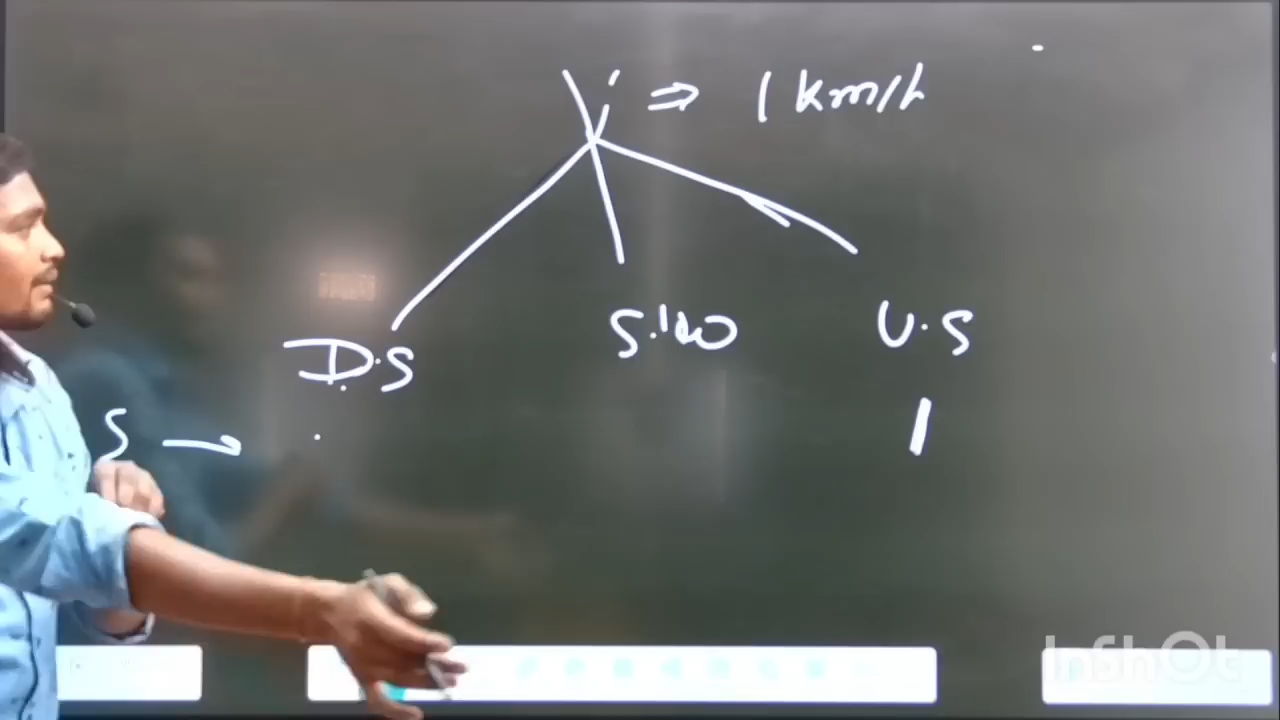 ⇒ 1 km/h
D.S S.W U.S
S → 1
InShOt